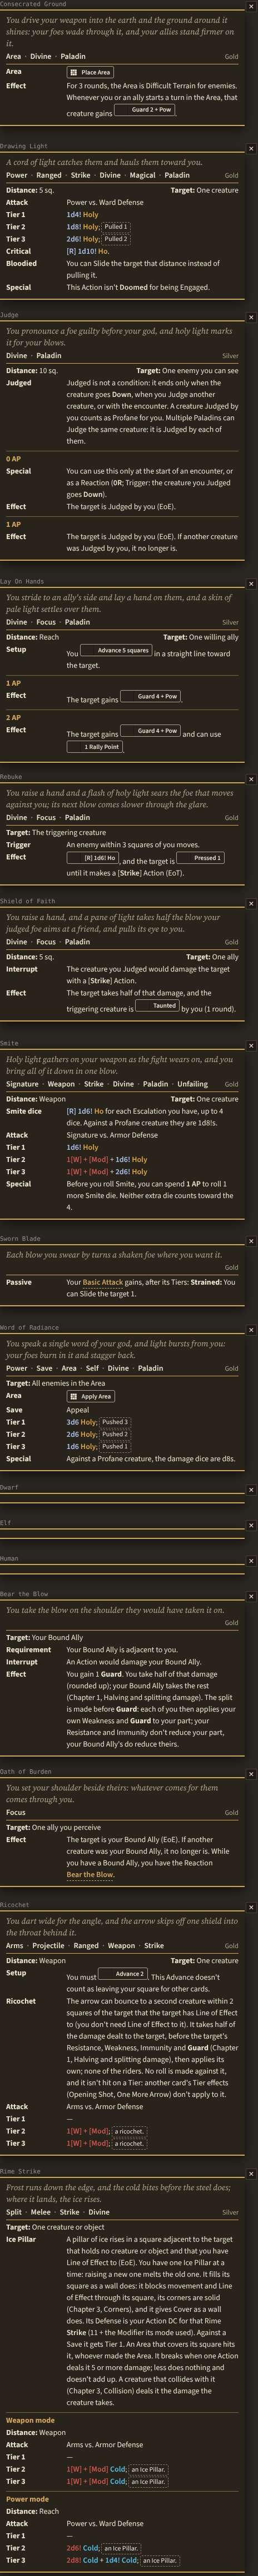 Consecrated Ground
You drive your weapon into the earth and the ground around it
shines; your foes wade through it, and your allies stand firmer on
it.
Area · Divine · Paladin Gold
Area Place Area
Effect For 3 rounds, the Area is Difficult Terrain for enemies.
Whenever you or an ally starts a turn in the Area, that
creature gains Guard 2 + Pow.
Drawing Light
A cord of light catches them and hauls them toward you.
Power · Ranged · Strike · Divine · Magical · Paladin Gold
Distance: 5 sq. Target: One creature
Attack Power vs. Ward Defense
Tier 1 1d4! Holy
Tier 2 1d8! Holy; Pulled 1
Tier 3 2d6! Holy; Pulled 2
Critical [R] 1d10! Ho.
Bloodied You can Slide the target that distance instead of
pulling it.
Special This Action isn't Doomed for being Engaged.
Judge
You pronounce a foe guilty before your god, and holy light marks
it for your blows.
Divine · Paladin Silver
Distance: 10 sq. Target: One enemy you can see
Judged Judged is not a condition: it ends only when the
creature goes Down, when you Judge another
creature, or with the encounter. A creature Judged
by you counts as Profane for you. Multiple Paladins can
Judge the same creature: it is Judged by each of
them.
0 AP
Special You can use this only at the start of an encounter, or
as a Reaction (0R; Trigger: the creature you Judged
goes Down).
Effect The target is Judged by you (EoE).
1 AP
Effect The target is Judged by you (EoE). If another creature
was Judged by you, it no longer is.
Lay On Hands
You stride to an ally's side and lay a hand on them, and a skin of
pale light settles over them.
Divine · Focus · Paladin Silver
Distance: Reach Target: One willing ally
Setup You Advance 5 squares in a straight line toward
the target.
1 AP
Effect The target gains Guard 4 + Pow.
2 AP
Effect The target gains Guard 4 + Pow and can use
1 Rally Point.
Rebuke
You raise a hand and a flash of holy light sears the foe that moves
against you; its next blow comes slower through the glare.
Divine · Focus · Paladin Gold
Target: The triggering creature
Trigger An enemy within 3 squares of you moves.
Effect [R] 1d6! Ho, and the target is Pressed 1
until it makes a [Strike] Action (EoT).
Shield of Faith
You raise a hand, and a pane of light takes half the blow your
judged foe aims at a friend, and pulls its eye to you.
Divine · Focus · Paladin Gold
Distance: 5 sq. Target: One ally
Interrupt The creature you Judged would damage the target
with a [Strike] Action.
Effect The target takes half of that damage, and the
triggering creature is Taunted by you (1 round).
Smite
Holy light gathers on your weapon as the fight wears on, and you
bring all of it down in one blow.
Signature · Weapon · Strike · Divine · Paladin · Unfailing Gold
Distance: Weapon Target: One creature
Smite dice [R] 1d6! Ho for each Escalation you have, up to 4
dice. Against a Profane creature they are 1d8!s.
Attack Signature vs. Armor Defense
Tier 1 1d6! Holy
Tier 2 1[W] + [Mod] + 1d6! Holy
Tier 3 1[W] + [Mod] + 2d6! Holy
Special Before you roll Smite, you can spend 1 AP to roll 1
more Smite die. Neither extra die counts toward the
4.
Sworn Blade
Each blow you swear by turns a shaken foe where you want it.
Gold
Passive Your Basic Attack gains, after its Tiers: Strained: You
can Slide the target 1.
Word of Radiance
You speak a single word of your god, and light bursts from you:
your foes burn in it and stagger back.
Power · Save · Area · Self · Divine · Paladin Gold
Target: All enemies in the Area
Area Apply Area
Save Appeal
Tier 1 3d6 Holy; Pushed 3
Tier 2 2d6 Holy; Pushed 2
Tier 3 1d6 Holy; Pushed 1
Special Against a Profane creature, the damage dice are d8s.
Dwarf
Elf
Human
Bear the Blow
You take the blow on the shoulder they would have taken it on.
Gold
Target: Your Bound Ally
Requirement Your Bound Ally is adjacent to you.
Interrupt An Action would damage your Bound Ally.
Effect You gain 1 Guard. You take half of that damage
(rounded up); your Bound Ally takes the rest
(Chapter 1, Halving and splitting damage). The split
is made before Guard: each of you then applies your
own Weakness and Guard to your part; your
Resistance and Immunity don't reduce your part,
your Bound Ally's do reduce theirs.
Oath of Burden
You set your shoulder beside theirs: whatever comes for them
comes through you.
Focus Gold
Target: One ally you perceive
Effect The target is your Bound Ally (EoE). If another
creature was your Bound Ally, it no longer is. While
you have a Bound Ally, you have the Reaction
Bear the Blow.
Ricochet
You dart wide for the angle, and the arrow skips off one shield into
the throat behind it.
Arms · Projectile · Ranged · Weapon · Strike Gold
Distance: Weapon Target: One creature
Setup You must Advance 2. This Advance doesn't
count as leaving your square for other cards.
Ricochet The arrow can bounce to a second creature within 2
squares of the target that the target has Line of Effect
to (you don't need Line of Effect to it). It takes half of
the damage dealt to the target, before the target's
Resistance, Weakness, Immunity and Guard (Chapter
1, Halving and splitting damage), then applies its
own; none of the riders. No roll is made against it,
and it isn't hit on a Tier: another card's Tier effects
(Opening Shot, One More Arrow) don't apply to it.
Attack Arms vs. Armor Defense
Tier 1 —
Tier 2 1[W] + [Mod]; a ricochet.
Tier 3 1[W] + [Mod]; a ricochet.
Rime Strike
Frost runs down the edge, and the cold bites before the steel does;
where it lands, the ice rises.
Split · Melee · Strike · Divine Silver
Target: One creature or object
Ice Pillar A pillar of ice rises in a square adjacent to the target
that holds no creature or object and that you have
Line of Effect to (EoE). You have one Ice Pillar at a
time: raising a new one melts the old one. It fills its
square as a wall does: it blocks movement and Line
of Effect through its square, its corners are solid
(Chapter 3, Corners), and it gives Cover as a wall
does. Its Defense is your Action DC for that Rime
Strike (11 + the Modifier its mode used). Against a
Save it gets Tier 1. An Area that covers its square hits
it, whoever made the Area. It breaks when one Action
deals it 5 or more damage; less does nothing and
doesn't add up. A creature that collides with it
(Chapter 3, Collision) deals it the damage the
creature takes.
Weapon mode
Distance: Weapon
Attack Arms vs. Armor Defense
Tier 1 —
Tier 2 1[W] + [Mod] Cold; an Ice Pillar.
Tier 3 1[W] + [Mod] Cold; an Ice Pillar.
Power mode
Distance: Reach
Attack Power vs. Ward Defense
Tier 1 —
Tier 2 2d6! Cold; an Ice Pillar.
Tier 3 2d8! Cold + 1d4! Cold; an Ice Pillar.